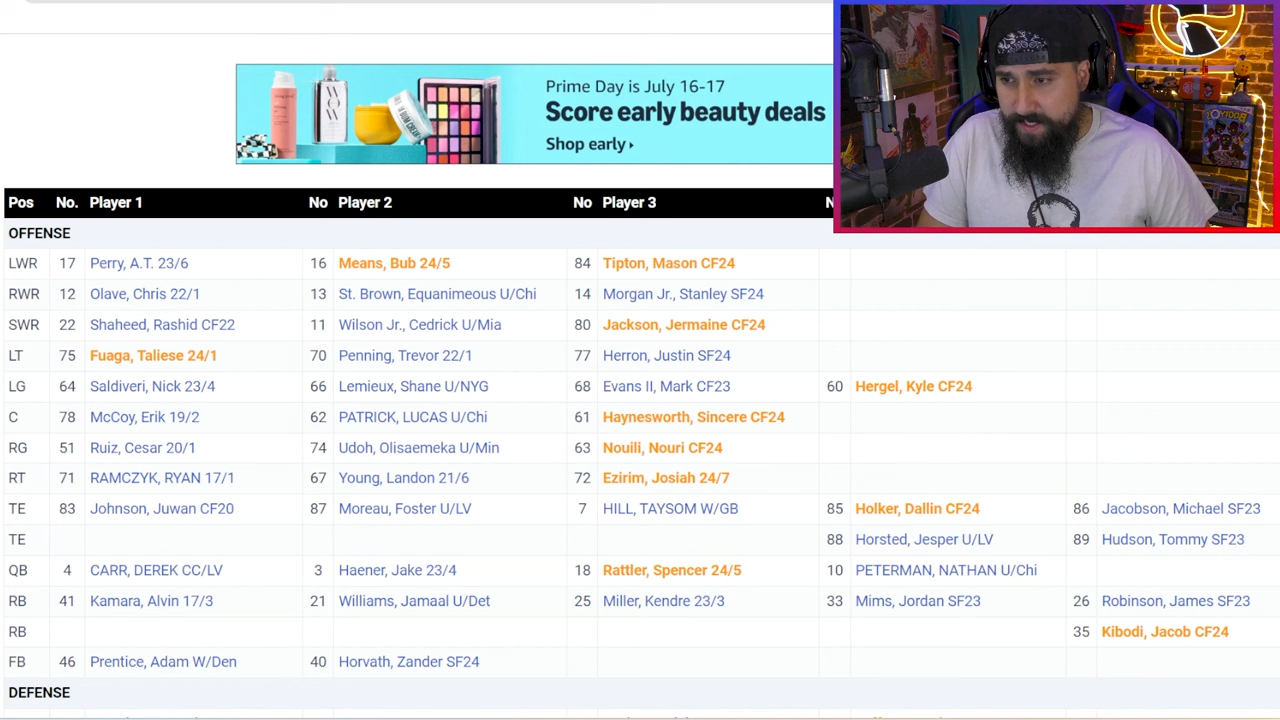 Prime Day is July 16-17
Score early beauty deals
Shop early
Pos No. Player 1 No Player 2 No Player 3 N
OFFENSE
LWR 17 Perry, A.T. 23/6 16 Means, Bub 24/5 84 Tipton, Mason CF24
RWR 12 Olave, Chris 22/1 13 St. Brown, Equanimeous U/Chi 14 Morgan Jr., Stanley SF24
SWR 22 Shaheed, Rashid CF22 11 Wilson Jr., Cedrick U/Mia 80 Jackson, Jermaine CF24
LT 75 Fuaga, Taliese 24/1 70 Penning, Trevor 22/1 77 Herron, Justin SF24
LG 64 Saldiveri, Nick 23/4 66 Lemieux, Shane U/NYG 68 Evans II, Mark CF23 60 Hergel, Kyle CF24
C 78 McCoy, Erik 19/2 62 PATRICK, LUCAS U/Chi 61 Haynesworth, Sincere CF24
RG 51 Ruiz, Cesar 20/1 74 Udoh, Olisaemeka U/Min 63 Nouili, Nouri CF24
RT 71 RAMCZYK, RYAN 17/1 67 Young, Landon 21/6 72 Ezirim, Josiah 24/7
TE 83 Johnson, Juwan CF20 87 Moreau, Foster U/LV 7 HILL, TAYSOM W/GB 85 Holker, Dallin CF24 86 Jacobson, Michael SF23
TE 88 Horsted, Jesper U/LV 89 Hudson, Tommy SF23
QB 4 CARR, DEREK CC/LV 3 Haener, Jake 23/4 18 Rattler, Spencer 24/5 10 PETERMAN, NATHAN U/Chi
RB 41 Kamara, Alvin 17/3 21 Williams, Jamaal U/Det 25 Miller, Kendre 23/3 33 Mims, Jordan SF23 26 Robinson, James SF23
RB 35 Kibodi, Jacob CF24
FB 46 Prentice, Adam W/Den 40 Horvath, Zander SF24
DEFENSE